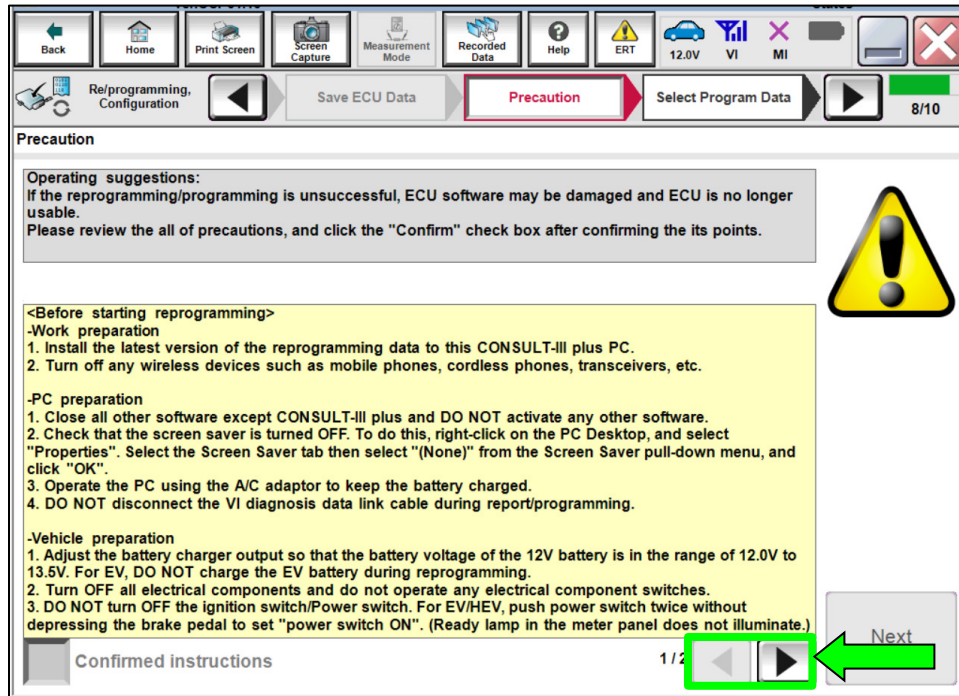 Back
Home
Print Screen
Screen Capture
Measurement Mode
Recorded Data
Help
ERT
12.0V
VI
MI
Re/programming, Configuration
Save ECU Data
Precaution
Select Program Data
8/10
Precaution
Operating suggestions:
If the reprogramming/programming is unsuccessful, ECU software may be damaged and ECU is no longer
usable.
Please review the all of precautions, and click the "Confirm" check box after confirming the its points.
<Before starting reprogramming>
-Work preparation
1. Install the latest version of the reprogramming data to this CONSULT-III plus PC.
2. Turn off any wireless devices such as mobile phones, cordless phones, transceivers, etc.
-PC preparation
1. Close all other software except CONSULT-III plus and DO NOT activate any other software.
2. Check that the screen saver is turned OFF. To do this, right-click on the PC Desktop, and select
"Properties". Select the Screen Saver tab then select "(None)" from the Screen Saver pull-down menu, and
click "OK".
3. Operate the PC using the A/C adaptor to keep the battery charged.
4. DO NOT disconnect the VI diagnosis data link cable during report/programming.
-Vehicle preparation
1. Adjust the battery charger output so that the battery voltage of the 12V battery is in the range of 12.0V to
13.5V. For EV, DO NOT charge the EV battery during reprogramming.
2. Turn OFF all electrical components and do not operate any electrical component switches.
3. DO NOT turn OFF the ignition switch/Power switch. For EV/HEV, push power switch twice without
depressing the brake pedal to set "power switch ON". (Ready lamp in the meter panel does not illuminate.)
Confirmed instructions
1/2
Next